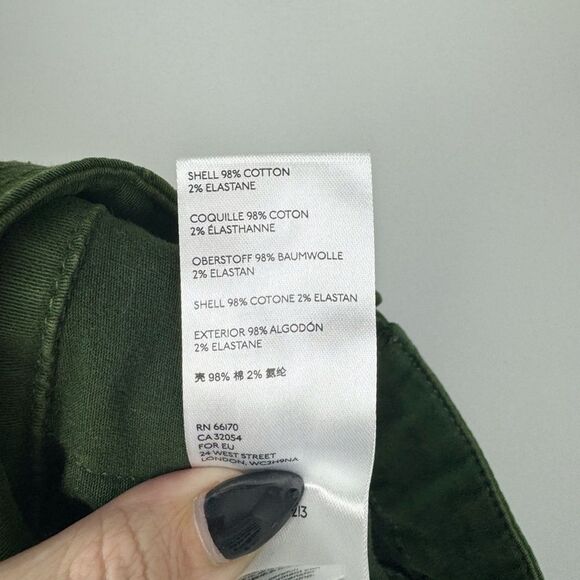 SHELL 98% COTTON
2% ELASTANE
COQUILLE 98% COTON
2% ÉLASTHANNE
OBERSTOFF 98% BAUMWOLLE
2% ELASTAN
SHELL 98% COTONE 2% ELASTAN
EXTERIOR 98% ALGODÓN
2% ELASTANE
壳 98% 棉 2% 氨纶
RN 66170
CA 32054
FOR EU
24 WEST STREET
LONDON, WC2H9NA
213